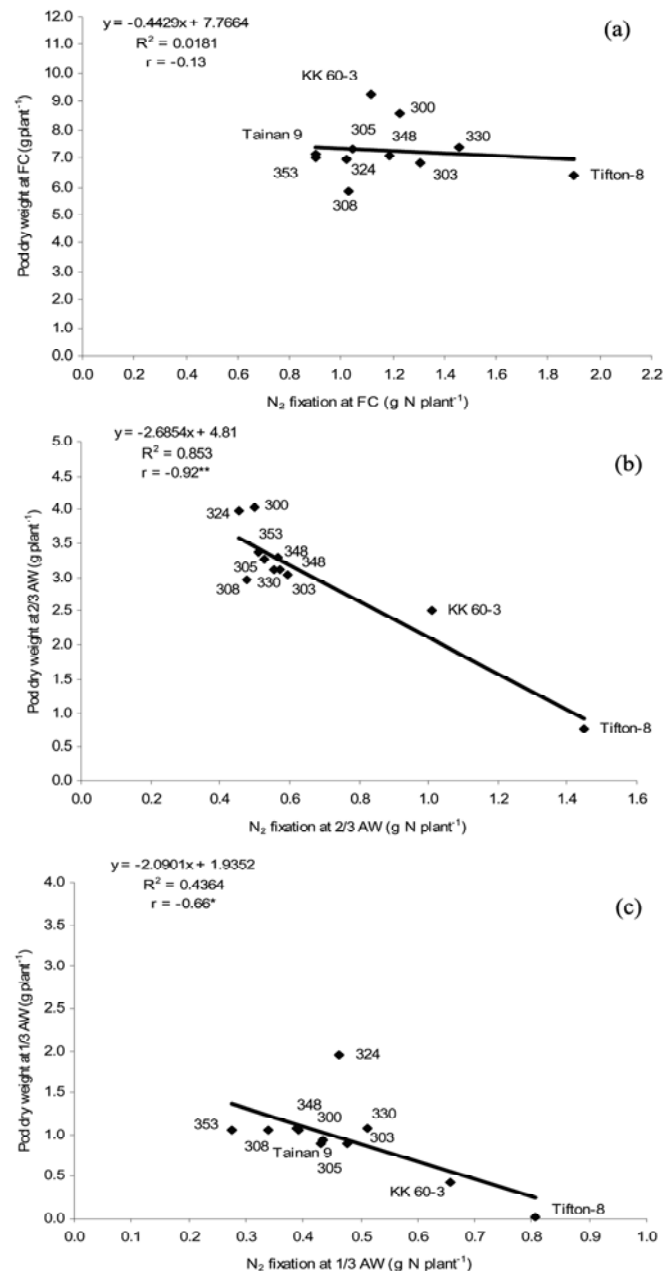 y = -0.4429x + 7.7664
R² = 0.0181
r = -0.13
(a)
Pod dry weight at FC (g plant⁻¹)
12.0
11.0
10.0
9.0
8.0
7.0
6.0
5.0
4.0
3.0
2.0
1.0
0.0
KK 60-3
300
Tainan 9
305
348
330
353
324
303
Tifton-8
308
0.0 0.2 0.4 0.6 0.8 1.0 1.2 1.4 1.6 1.8 2.0 2.2
N₂ fixation at FC (g N plant⁻¹)
y = -2.6854x + 4.81
R² = 0.853
r = -0.92**
(b)
Pod dry weight at 2/3 AW (g plant⁻¹)
5.0
4.5
4.0
3.5
3.0
2.5
2.0
1.5
1.0
0.5
0.0
324
300
353
348
305
348
308
330
303
KK 60-3
Tifton-8
0.0 0.2 0.4 0.6 0.8 1.0 1.2 1.4 1.6
N₂ fixation at 2/3 AW (g N plant⁻¹)
y = -2.0901x + 1.9352
R² = 0.4364
r = -0.66*
(c)
Pod dry weight at 1/3 AW (g plant⁻¹)
4.0
3.5
3.0
2.5
2.0
1.5
1.0
0.5
0.0
324
348
300
330
353
308
Tainan 9
303
305
KK 60-3
Tifton-8
0.0 0.1 0.2 0.3 0.4 0.5 0.6 0.7 0.8 0.9 1.0
N₂ fixation at 1/3 AW (g N plant⁻¹)